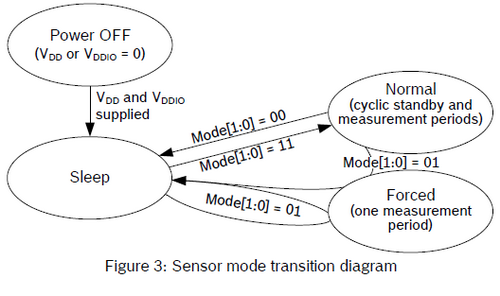 Power OFF
(VDD or VDDIO = 0)
VDD and VDDIO
supplied
Normal
(cyclic standby and
measurement periods)
Mode[1:0] = 00
Mode[1:0] = 11
Mode[1:0] = 01
Sleep
Mode[1:0] = 01
Forced
(one measurement
period)
Figure 3: Sensor mode transition diagram